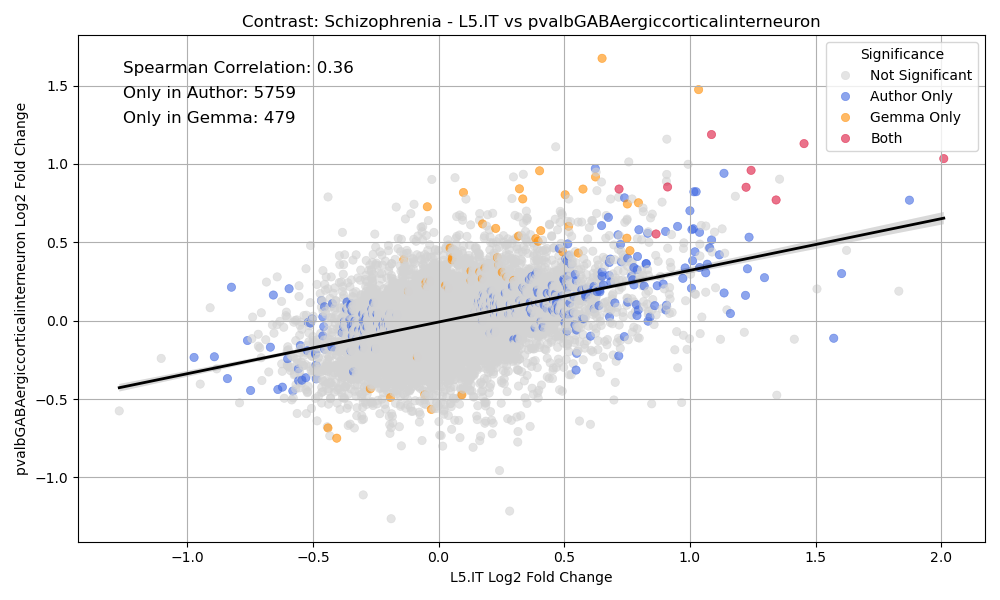 Contrast: Schizophrenia - L5.IT vs pvalbGABAergiccorticalinterneuron
Spearman Correlation: 0.36
Only in Author: 5759
Only in Gemma: 479
Significance
Not Significant
Author Only
Gemma Only
Both
pvalbGABAergiccorticalinterneuron Log2 Fold Change
1.5
1.0
0.5
0.0
−0.5
−1.0
−1.0 −0.5 0.0 0.5 1.0 1.5 2.0
L5.IT Log2 Fold Change